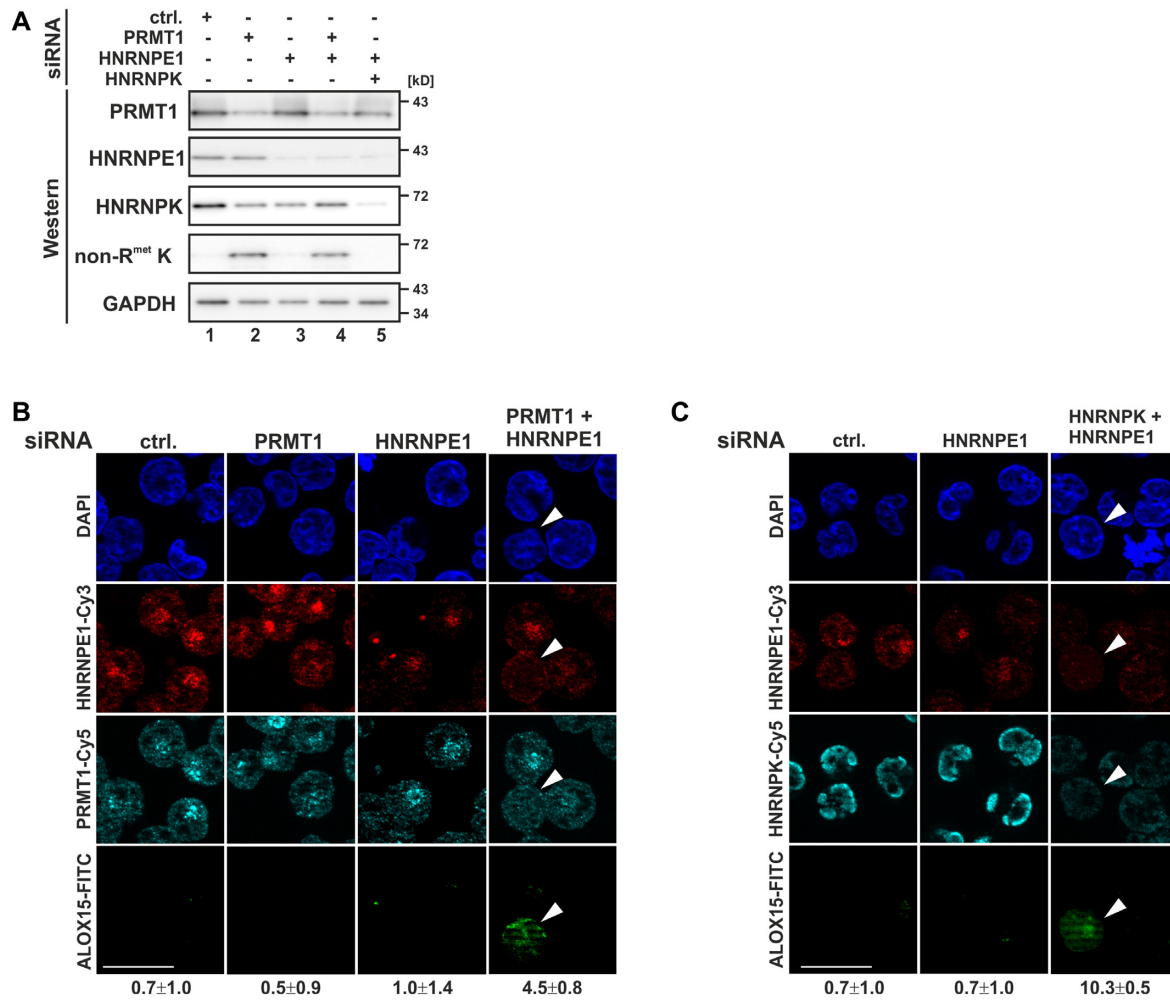 A
siRNA
ctrl. + - - - -
PRMT1 - + - + -
HNRNPE1 - - + + +
HNRNPK - - - - +
[kD]
Western
PRMT1 43
HNRNPE1 43
HNRNPK 72
non-R^met K 72
GAPDH 43
34
1 2 3 4 5
B
siRNA ctrl. PRMT1 HNRNPE1 PRMT1 +
HNRNPE1
DAPI
HNRNPE1-Cy3
PRMT1-Cy5
ALOX15-FITC
0.7±1.0 0.5±0.9 1.0±1.4 4.5±0.8
C
siRNA ctrl. HNRNPE1 HNRNPK +
HNRNPE1
DAPI
HNRNPE1-Cy3
HNRNPK-Cy5
ALOX15-FITC
0.7±1.0 0.7±1.0 10.3±0.5